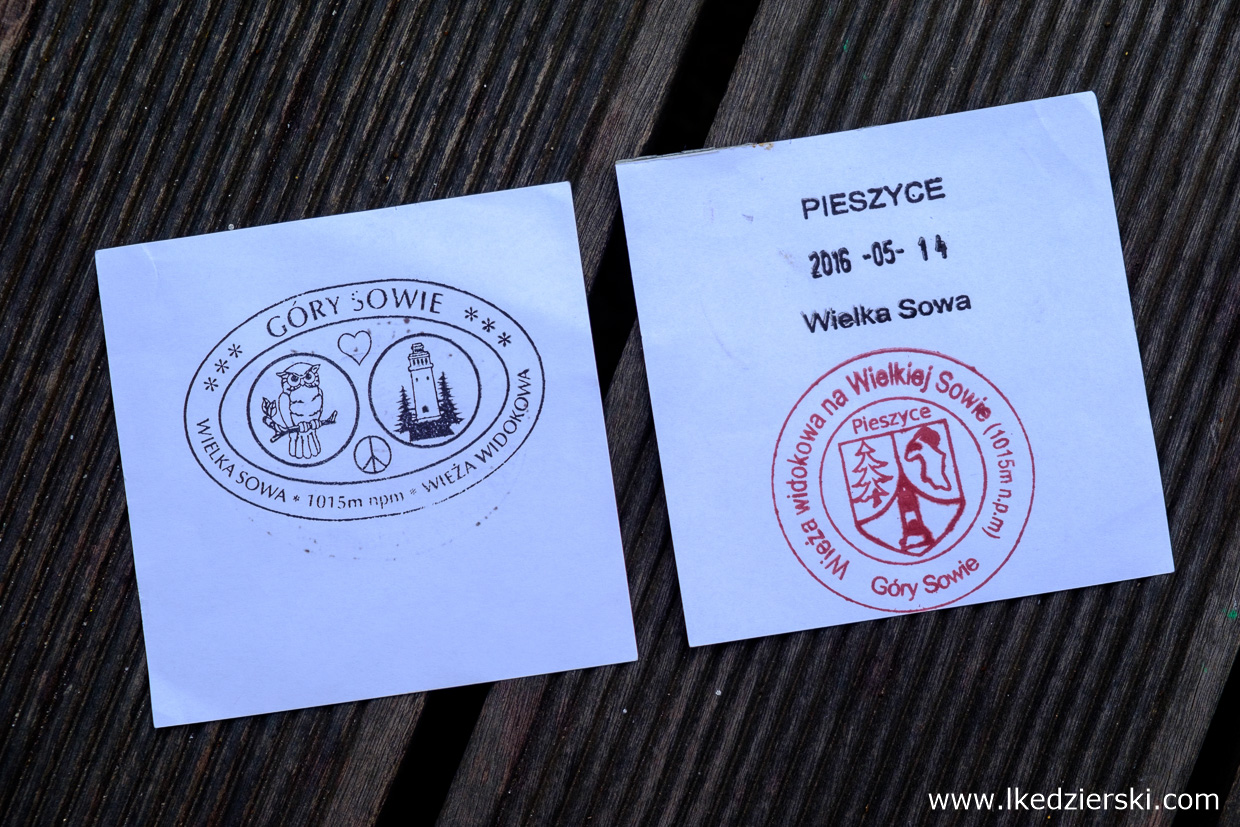 GÓRY SOWIE
*** ***
WIELKA SOWA * 1015m npm * WIEŻA WIDOKOWA
PIESZYCE
2016 -05- 14
Wielka Sowa
Wieża widokowa na Wielkiej Sowie (1015m n.p.m)
Pieszyce
Góry Sowie
www.lkedzierski.com